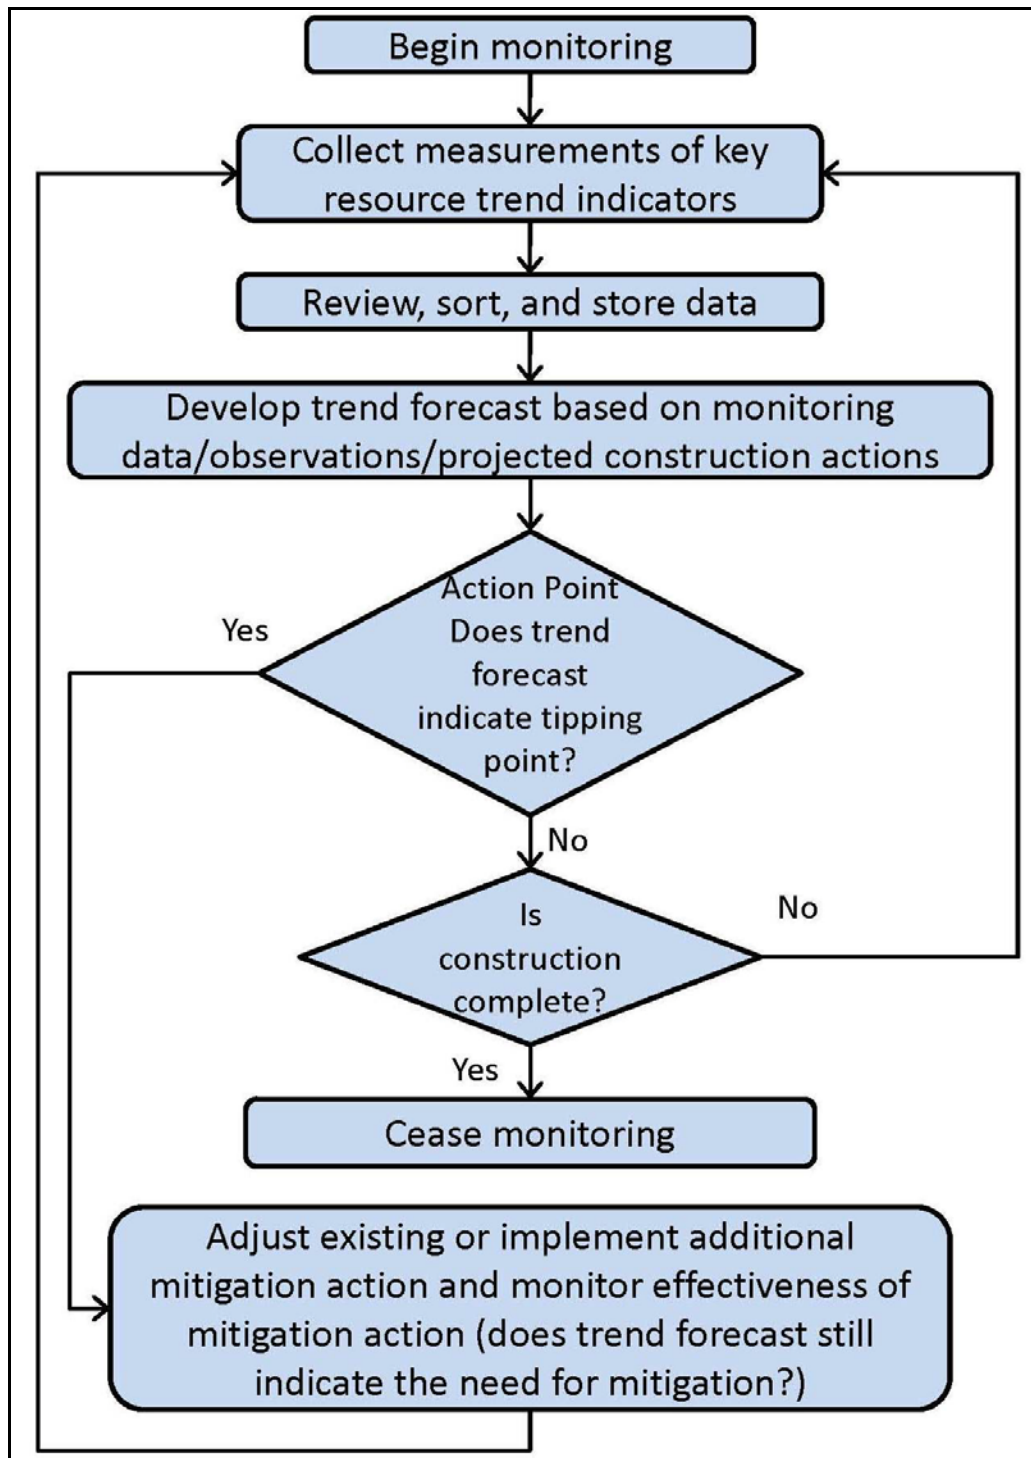 Begin monitoring
Collect measurements of key
resource trend indicators
Review, sort, and store data
Develop trend forecast based on monitoring
data/observations/projected construction actions
Action Point
Does trend
forecast
indicate tipping
point?
Yes
No
Is
construction
complete?
No
Yes
Cease monitoring
Adjust existing or implement additional
mitigation action and monitor effectiveness of
mitigation action (does trend forecast still
indicate the need for mitigation?)